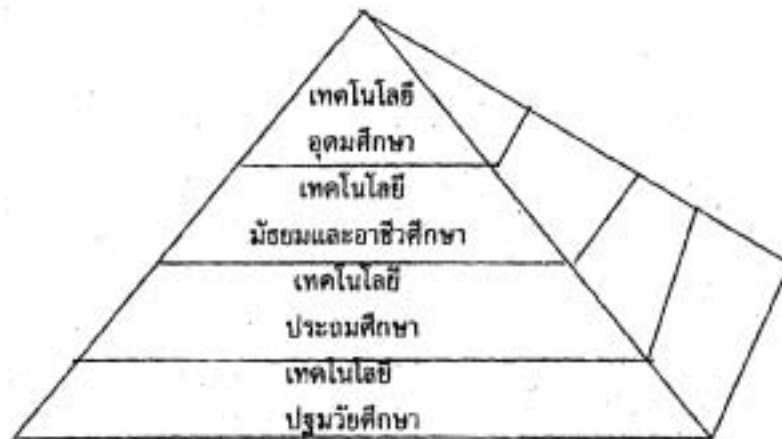 เทคโนโลยี
อุดมศึกษา
เทคโนโลยี
มัธยมและอาชีวศึกษา
เทคโนโลยี
ประถมศึกษา
เทคโนโลยี
ปฐมวัยศึกษา